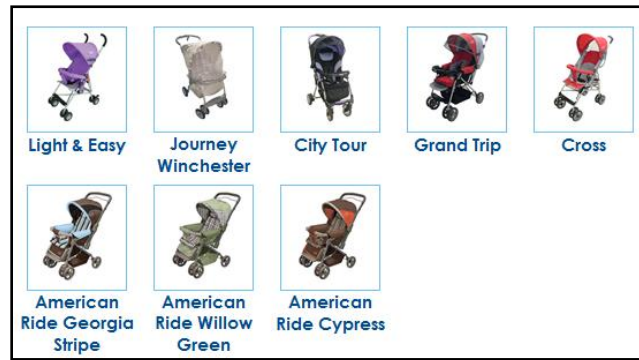 Light & Easy
Journey
Winchester
City Tour
Grand Trip
Cross
American
Ride Georgia
Stripe
American
Ride Willow
Green
American
Ride Cypress